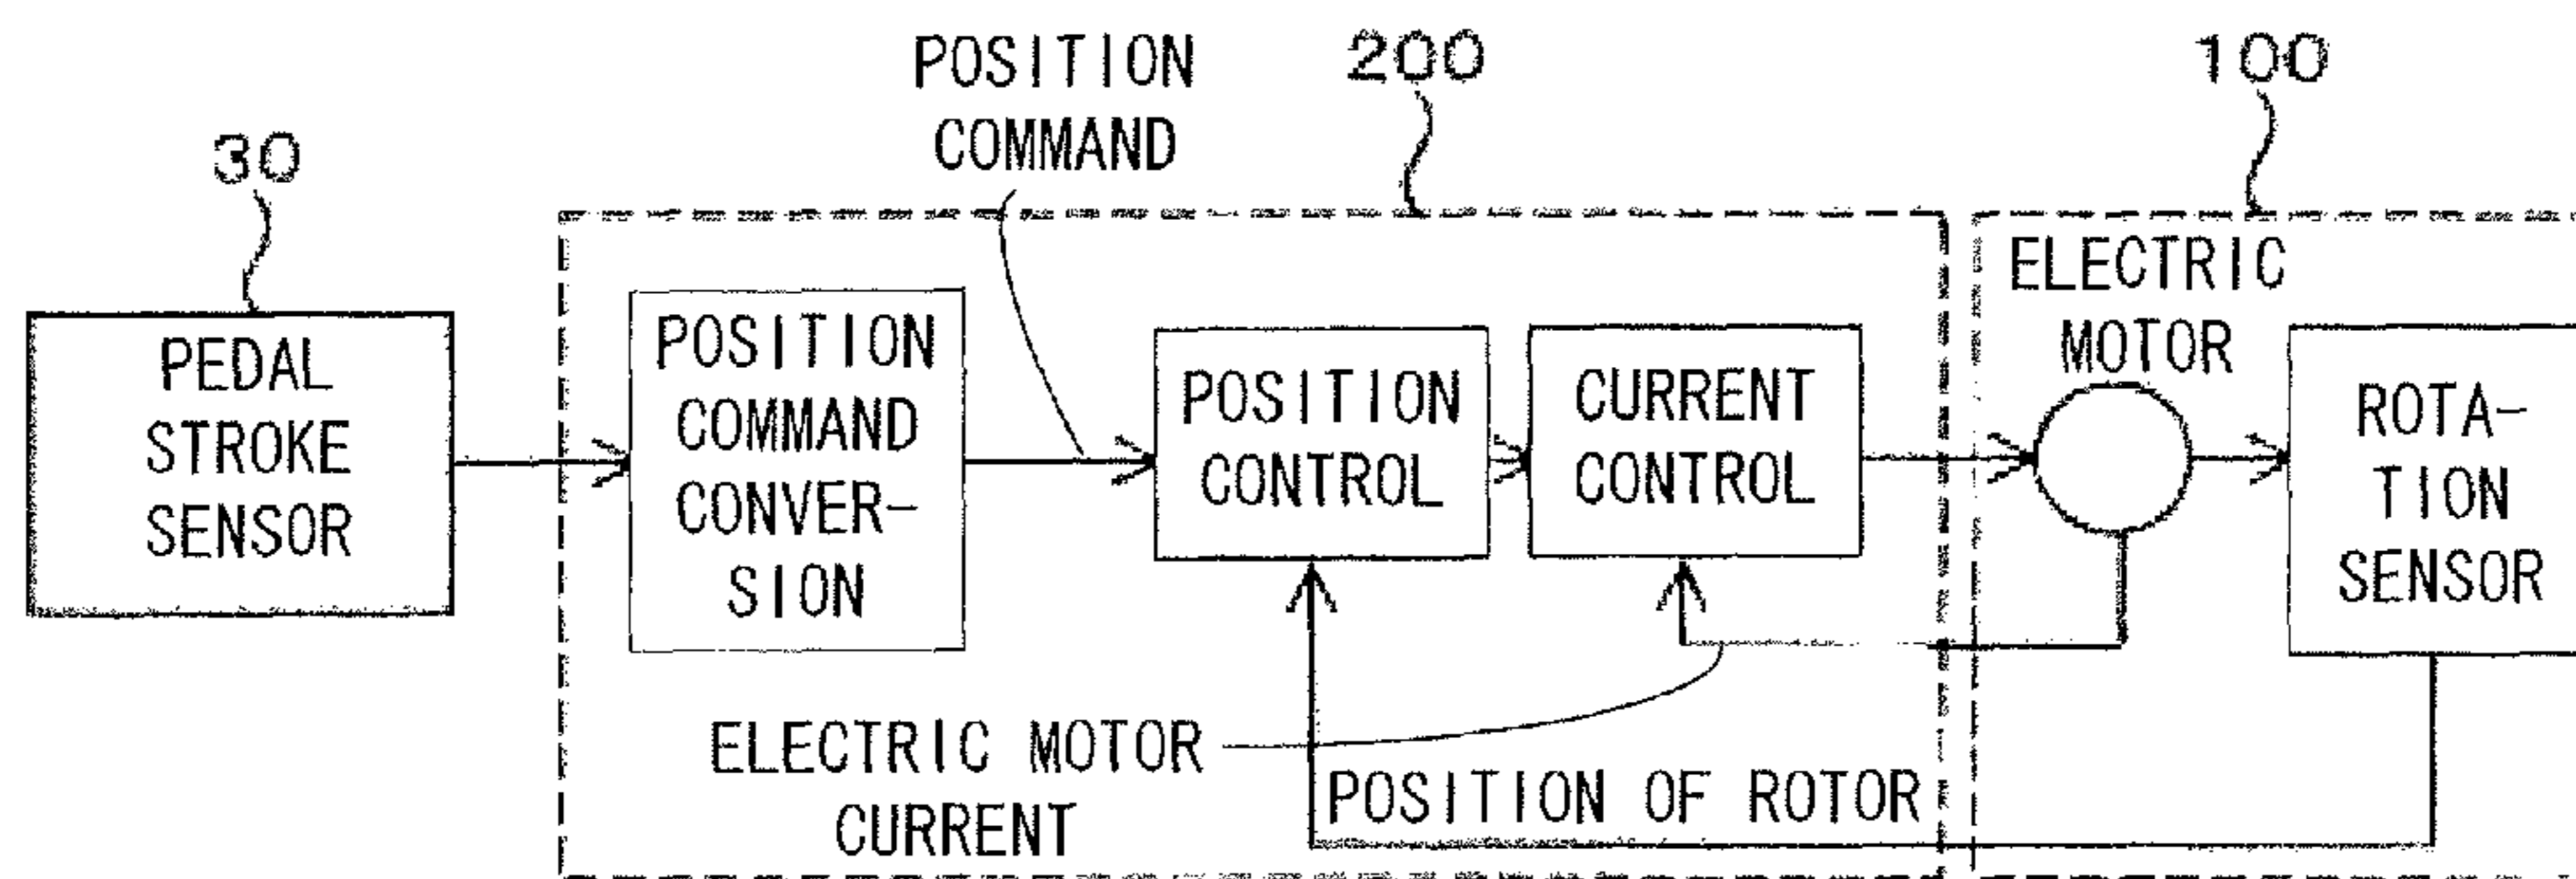 POSITION
COMMAND
200
100
30
PEDAL
STROKE
SENSOR
POSITION
COMMAND
CONVER-
SION
POSITION
CONTROL
CURRENT
CONTROL
ELECTRIC
MOTOR
ROTA-
TION
SENSOR
ELECTRIC MOTOR
CURRENT
POSITION OF ROTOR